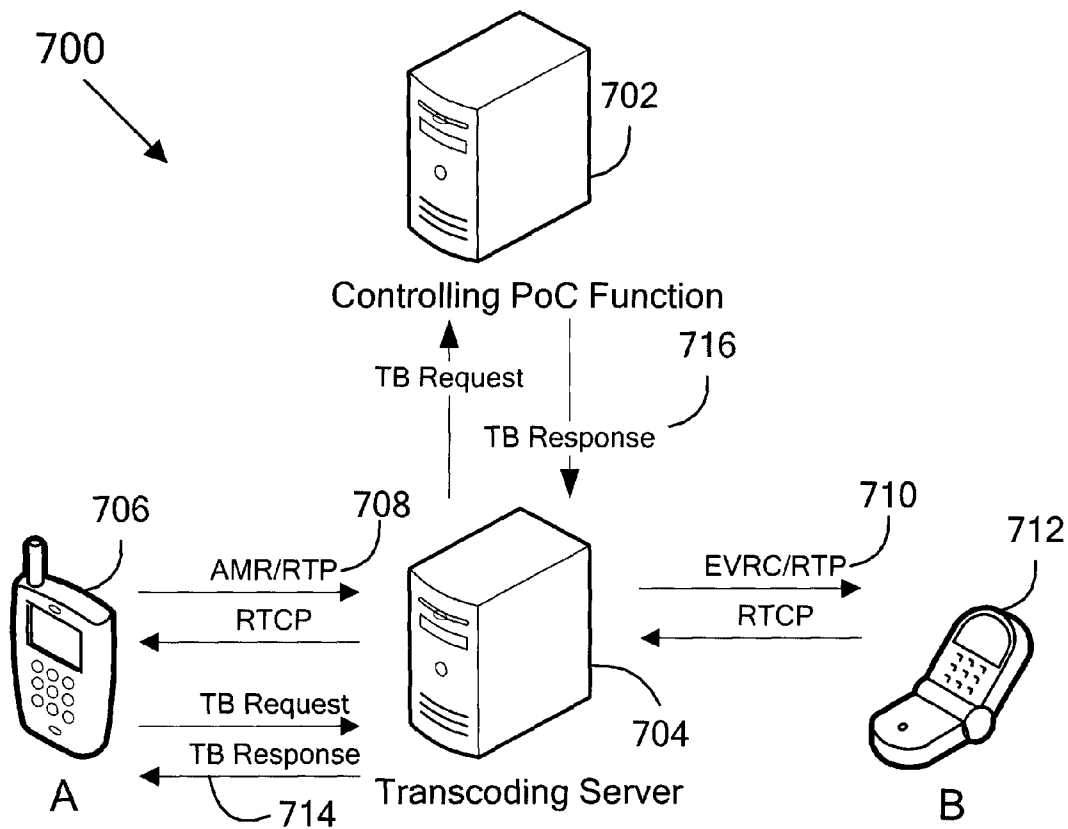 700
702
Controlling PoC Function
716
TB Request
TB Response
706
708
710
712
AMR/RTP
EVRC/RTP
RTCP
RTCP
TB Request
704
TB Response
A
714
Transcoding Server
B